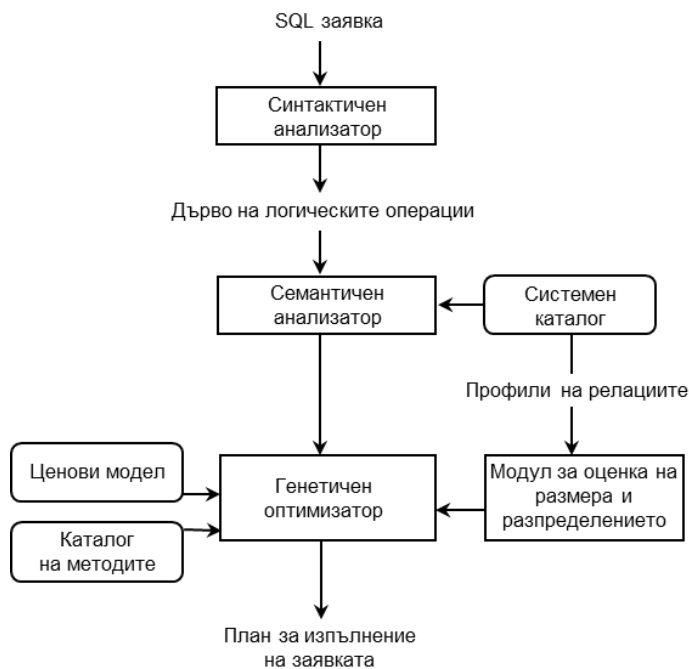 SQL заявка
Синтактичен
анализатор
Дърво на логическите операции
Семантичен
анализатор
Системен
каталог
Профили на релациите
Ценови модел
Каталог
на методите
Генетичен
оптимизатор
Модул за оценка на
размера и
разпределението
План за изпълнение
на заявката